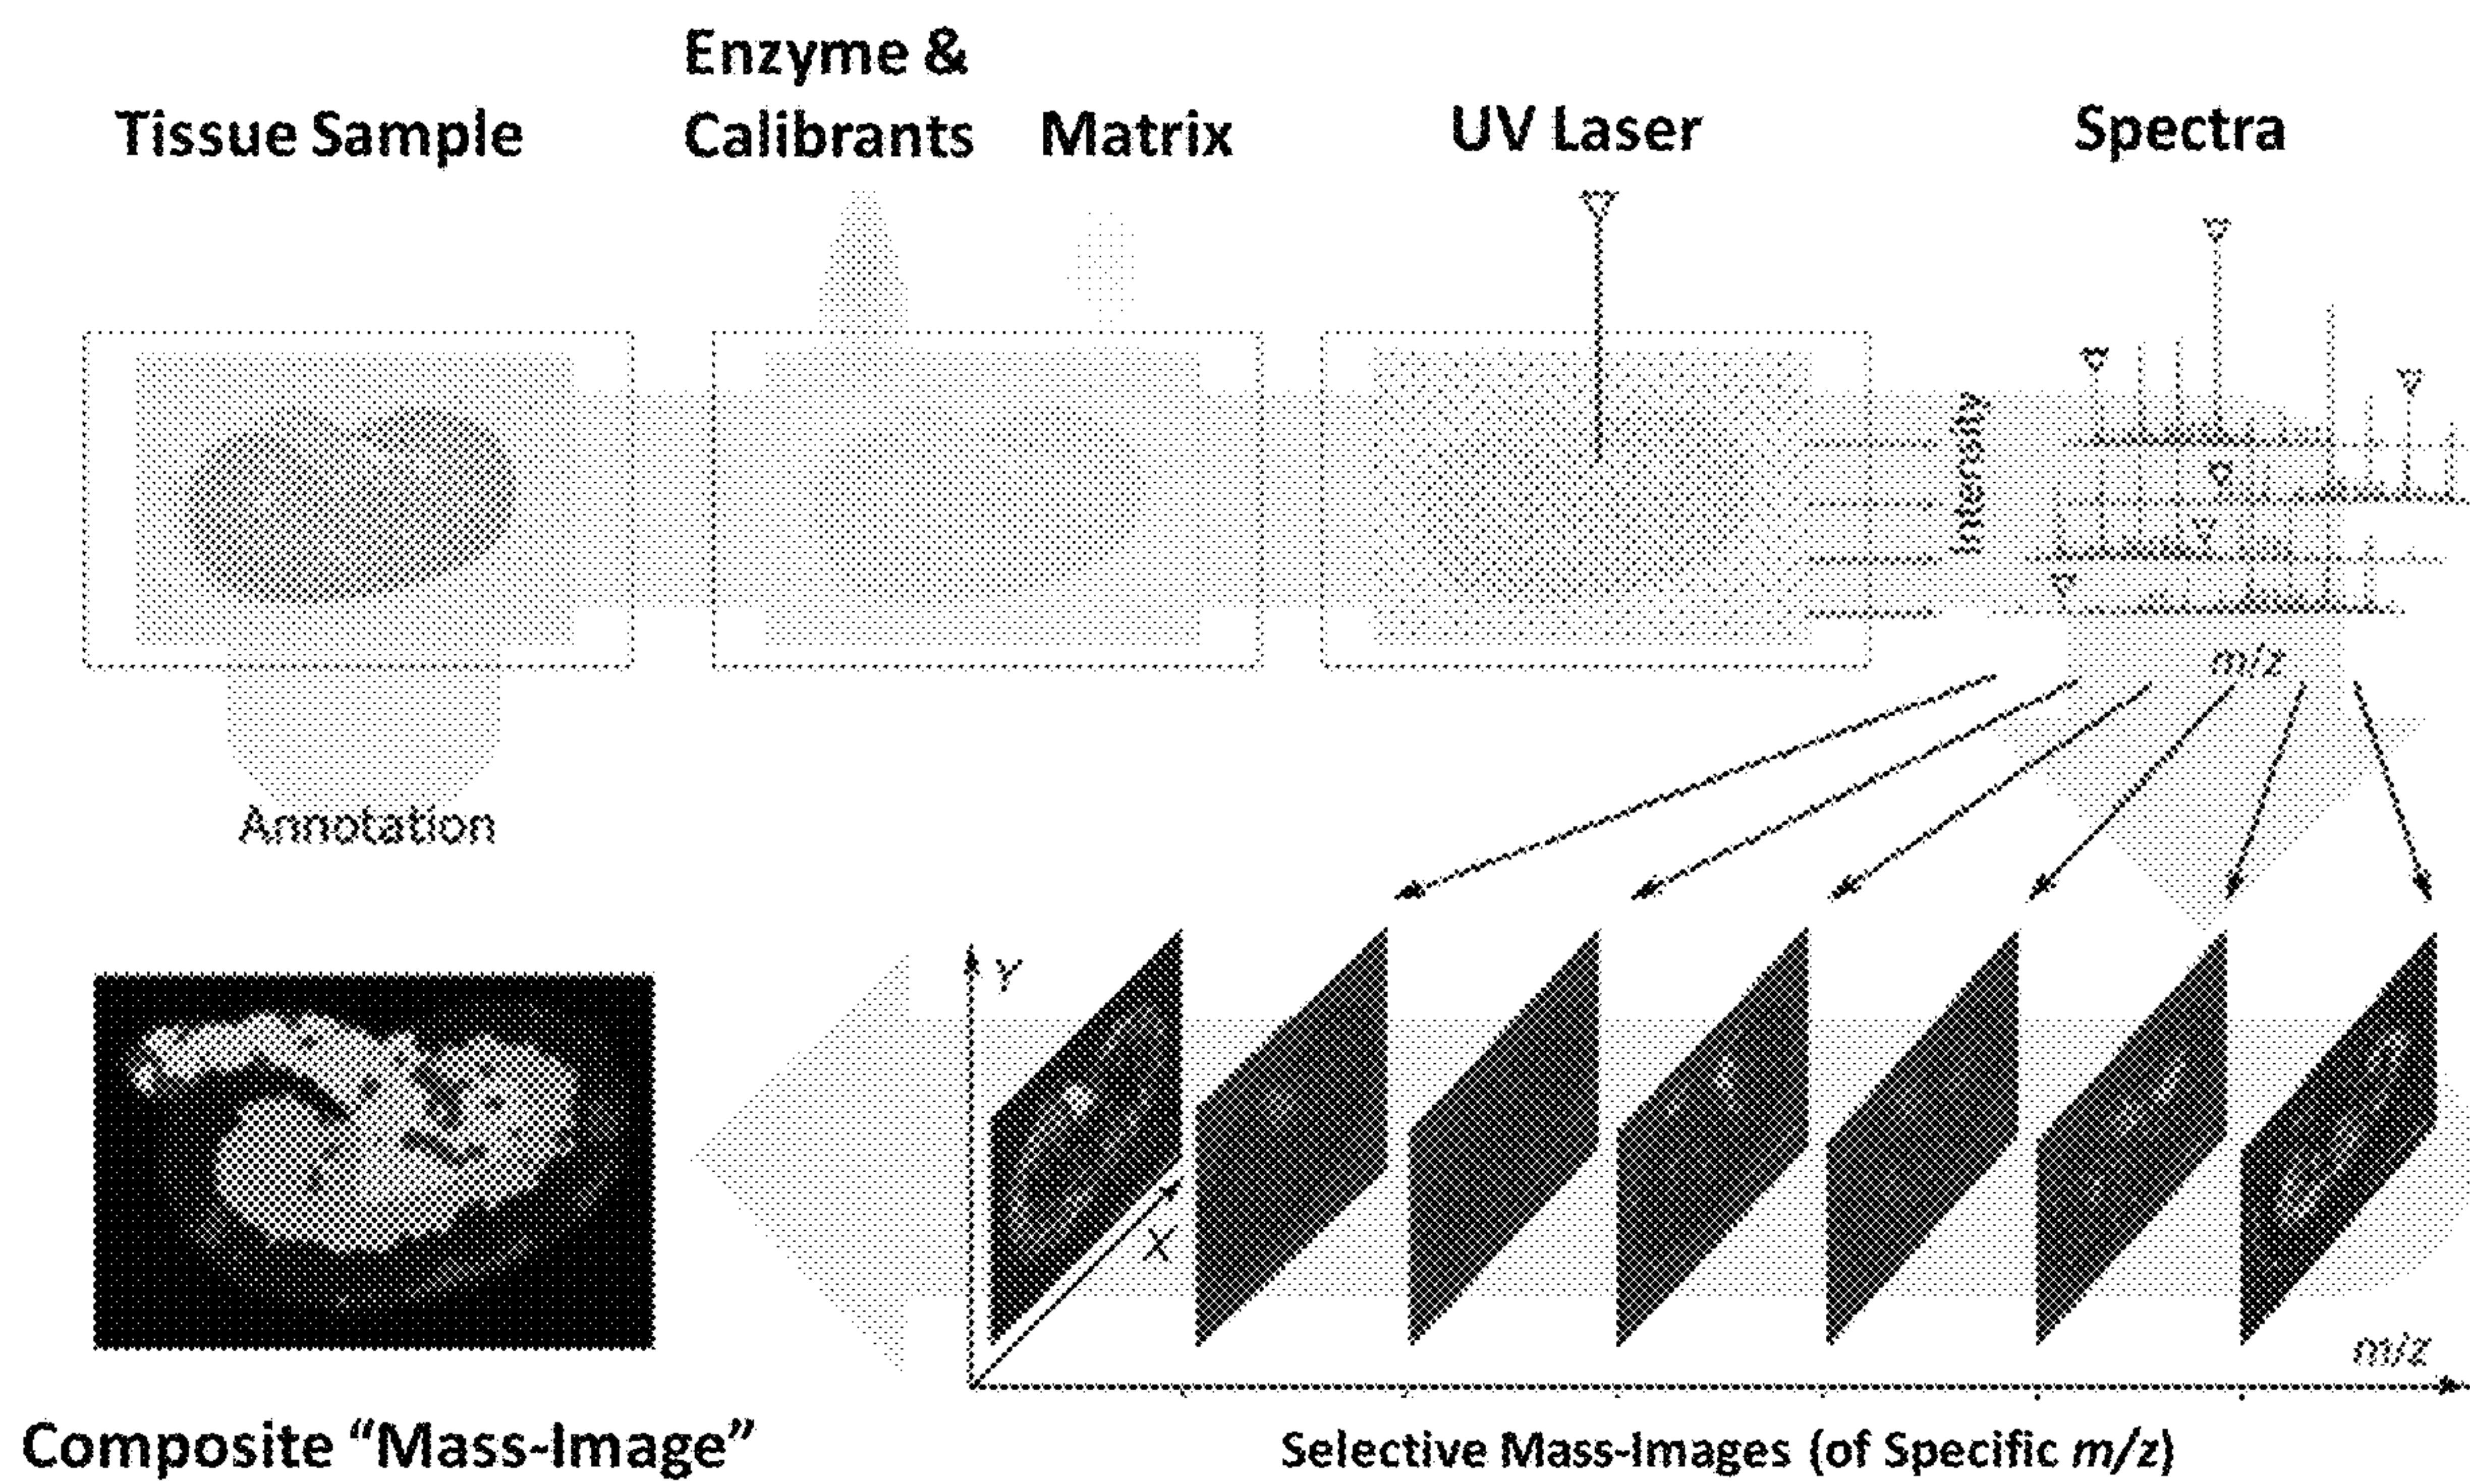 Tissue Sample
Enzyme &
Calibrants
Matrix
UV Laser
Spectra
Intensity
m/z
Annotation
Y
X
m/z
Composite “Mass-Image”
Selective Mass-Images (of Specific m/z)